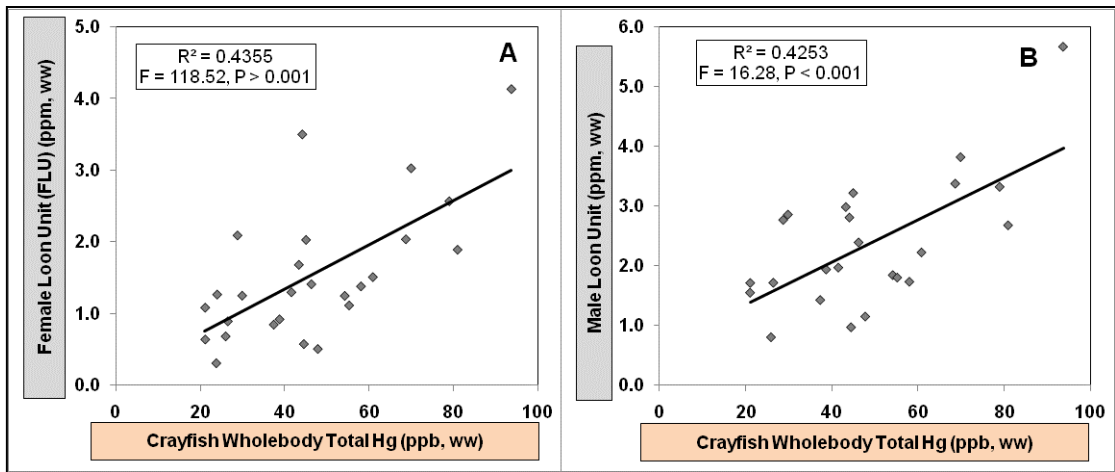 5.0
4.0
3.0
2.0
1.0
0.0
Female Loon Unit (FLU) (ppm, ww)
R² = 0.4355
F = 118.52, P > 0.001
A
0 20 40 60 80 100
Crayfish Wholebody Total Hg (ppb, ww)
6.0
5.0
4.0
3.0
2.0
1.0
0.0
Male Loon Unit (ppm, ww)
R² = 0.4253
F = 16.28, P < 0.001
B
0 20 40 60 80 100
Crayfish Wholebody Total Hg (ppb, ww)